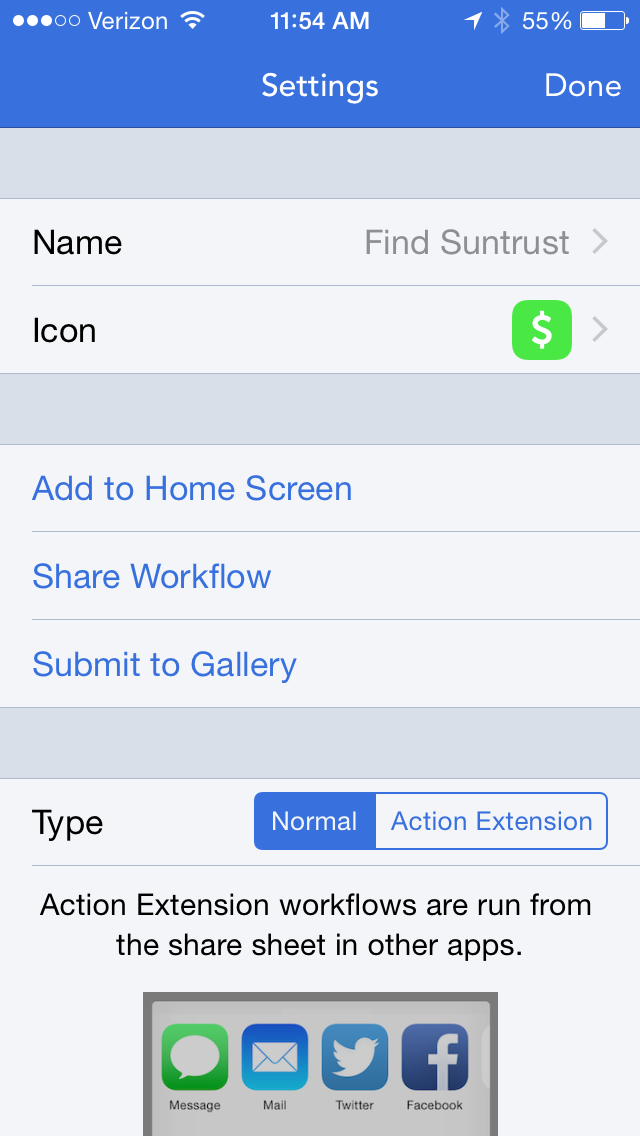 Verizon 11:54 AM 55%
Settings Done
Name Find Suntrust
Icon $
Add to Home Screen
Share Workflow
Submit to Gallery
Type Normal Action Extension
Action Extension workflows are run from
the share sheet in other apps.
Message Mail Twitter Facebook